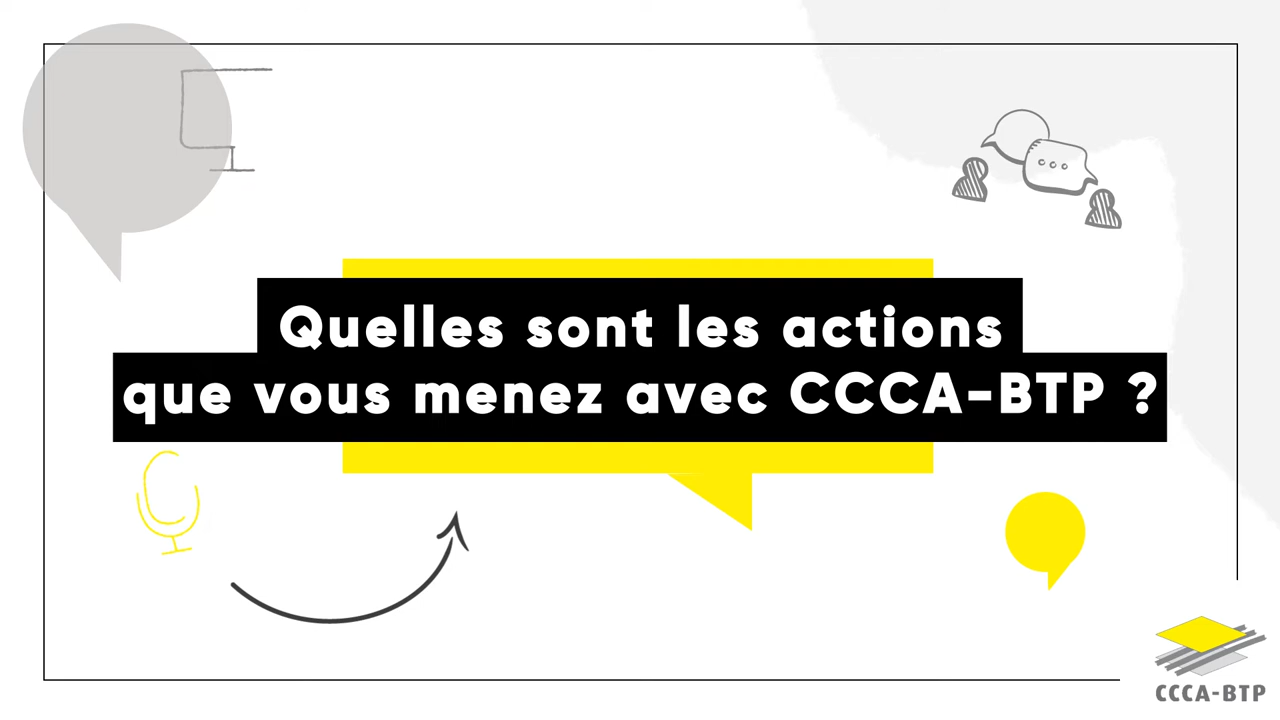 Quelles sont les actions
que vous menez avec CCCA-BTP ?
CCCA-BTP